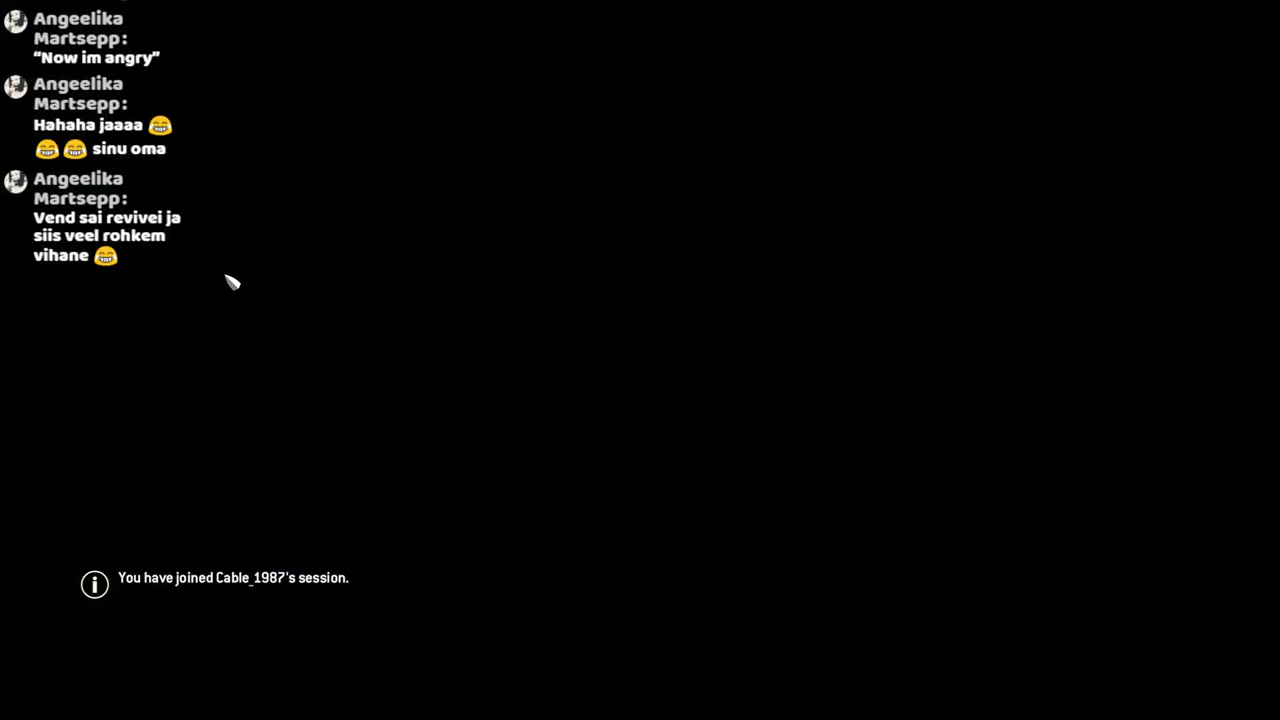 Angeelika
Martsepp:
“Now im angry”
Angeelika
Martsepp:
Hahaha jaaaa 😂
😂😂 sinu oma
Angeelika
Martsepp:
Vend sai revivei ja
siis veel rohkem
vihane 😂
You have joined Cable_1987's session.